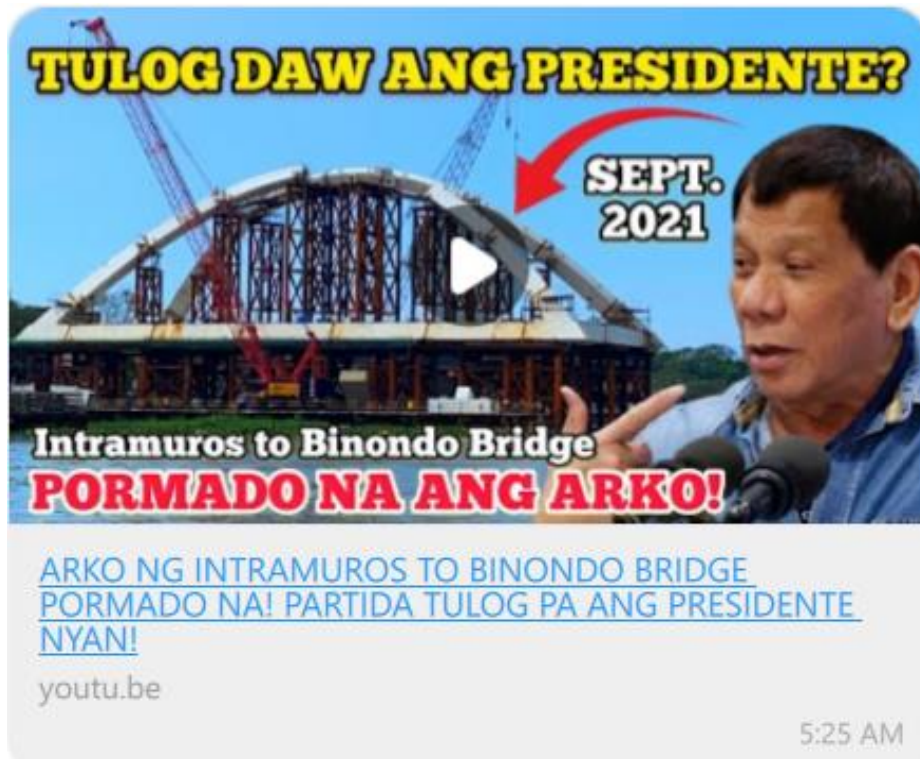 TULOG DAW ANG PRESIDENTE?
SEPT.
2021
Intramuros to Binondo Bridge
PORMADO NA ANG ARKO!
ARKO NG INTRAMUROS TO BINONDO BRIDGE
PORMADO NA! PARTIDA TULOG PA ANG PRESIDENTE
NYAN!
youtu.be
5:25 AM